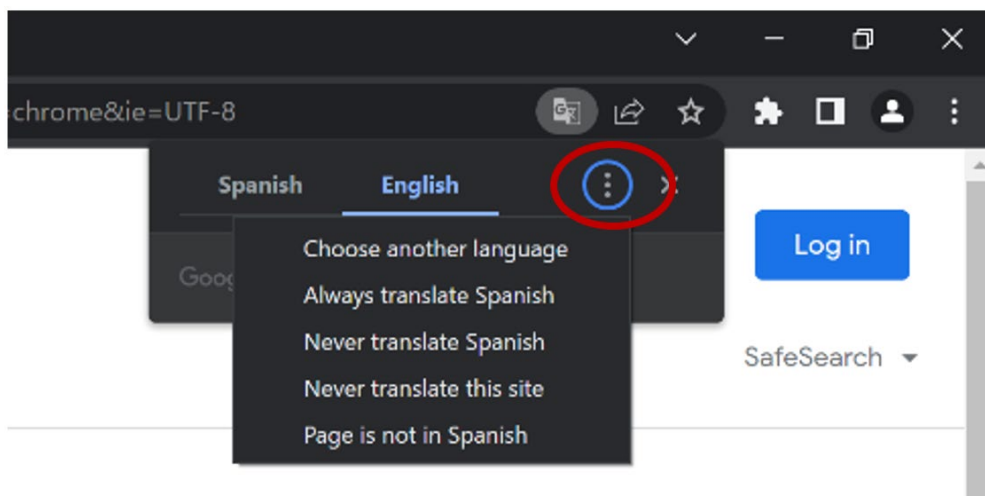 =chrome&ie=UTF-8
Spanish English
Log in
Choose another language
Goog
Always translate Spanish
Never translate Spanish
SafeSearch
Never translate this site
Page is not in Spanish